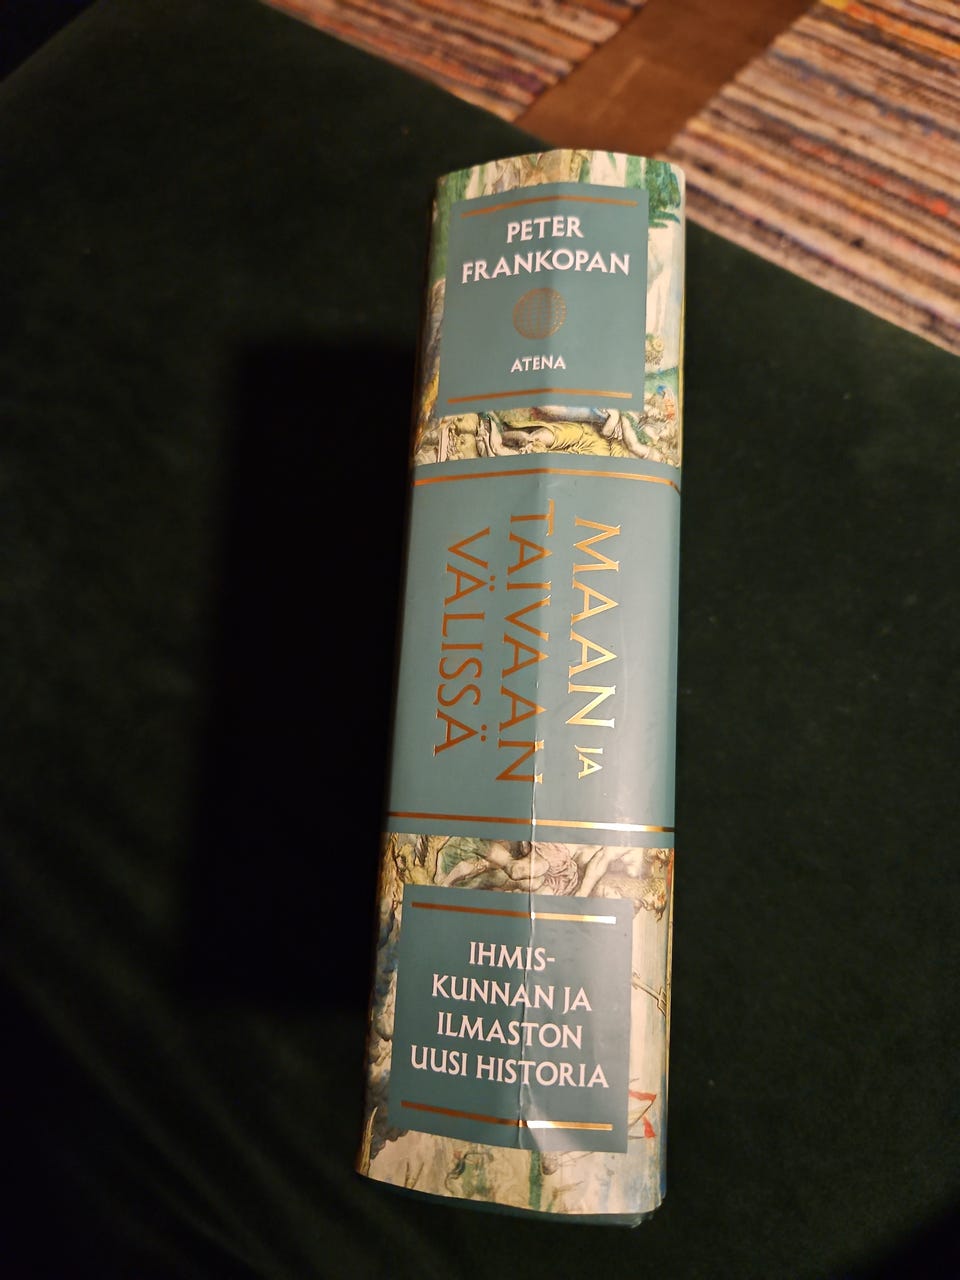 PETER
FRANKOPAN
ATENA
MAAN JA
TAIVAAN
VÄLISSÄ
IHMIS-
KUNNAN JA
ILMASTON
UUSI HISTORIA